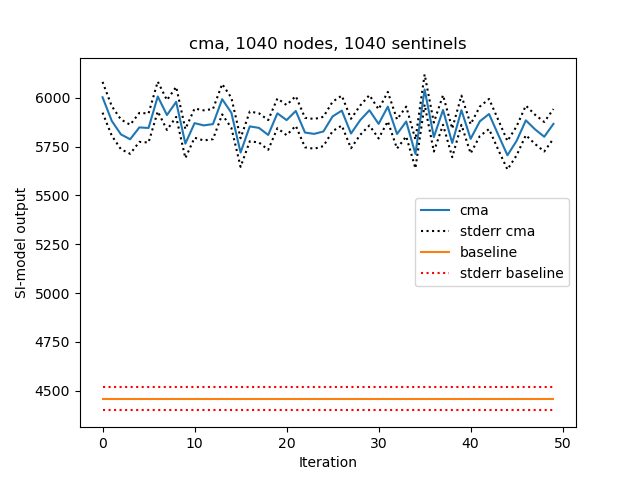 cma, 1040 nodes, 1040 sentinels
6000
5750
5500
5250
5000
4750
4500
SI-model output
cma
stderr cma
baseline
stderr baseline
0 10 20 30 40 50
Iteration